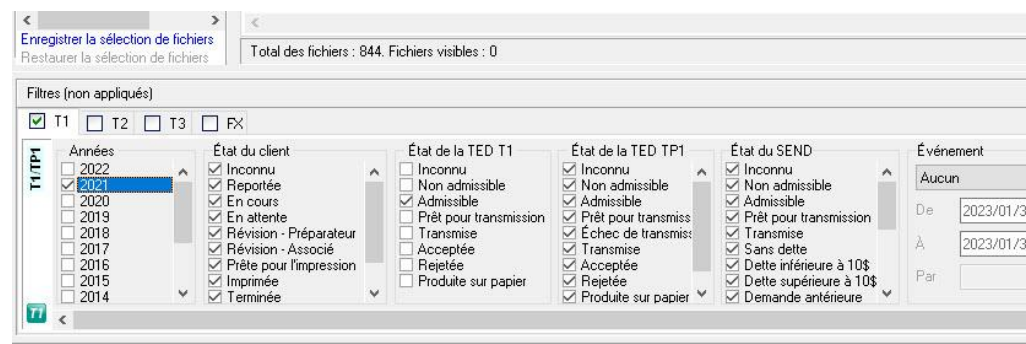 Enregistrer la sélection de fichiers
Restaurer la sélection de fichiers
Total des fichiers : 844. Fichiers visibles : 0
Filtres (non appliqués)
T1 T2 T3 FX
T1/TP1
Années
2022
2021
2020
2019
2018
2017
2016
2015
2014
État du client
Inconnu
Reportée
En cours
En attente
Révision - Préparateur
Révision - Associé
Prête pour l'impression
Imprimée
Terminée
État de la TED T1
Inconnu
Non admissible
Admissible
Prêt pour transmission
Transmise
Acceptée
Rejetée
Produite sur papier
État de la TED TP1
Inconnu
Non admissible
Admissible
Prêt pour transmiss
Échec de transmiss
Transmise
Acceptée
Rejetée
Produite sur papier
État du SEND
Inconnu
Non admissible
Admissible
Prêt pour transmission
Transmise
Sans dette
Dette inférieure à 10$
Dette supérieure à 10$
Demande antérieure
Événement
Aucun
De 2023/01/3
À 2023/01/3
Par
T1